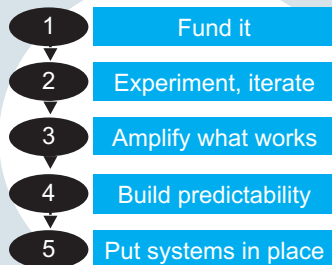 1 Fund it
2 Experiment, iterate
3 Amplify what works
4 Build predictability
5 Put systems in place